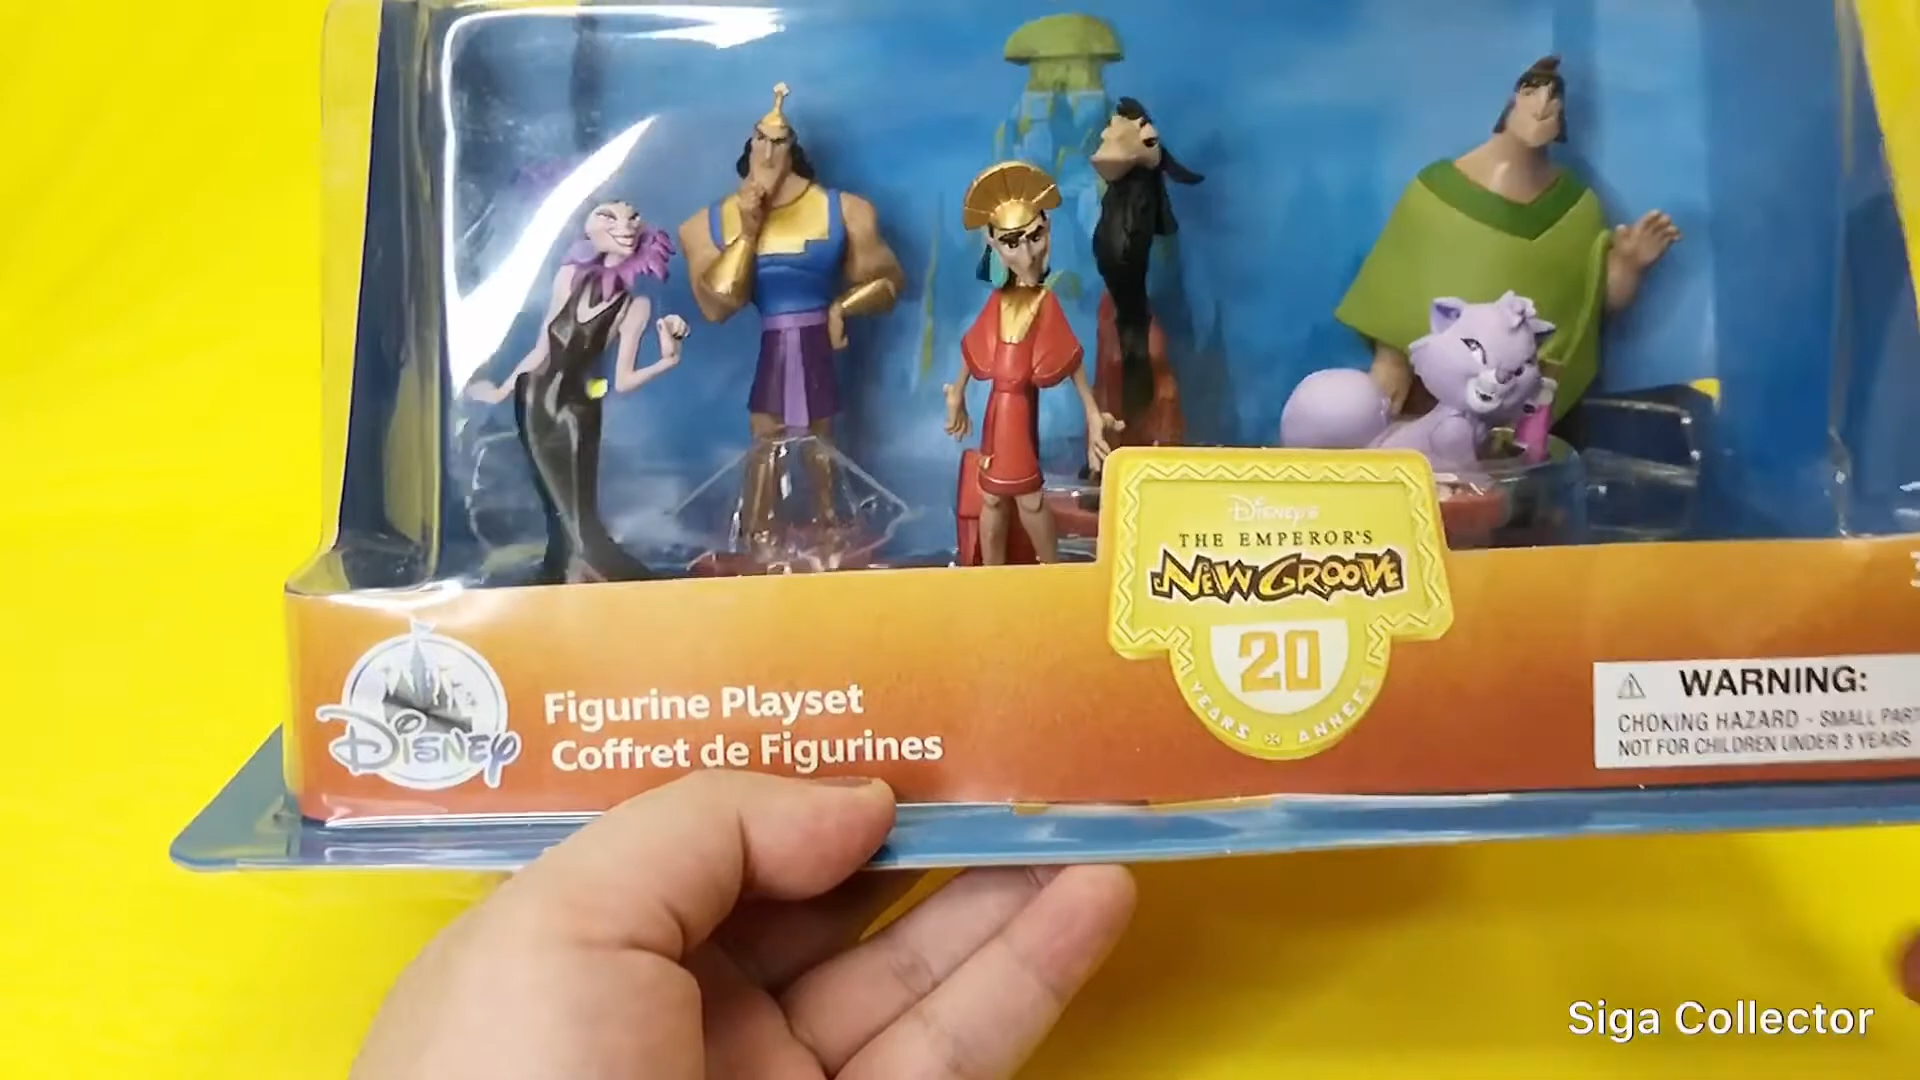 Disney's
THE EMPEROR'S
NEW GROOVE
20
YEARS ANNÉES
Disney
Figurine Playset
Coffret de Figurines
WARNING:
CHOKING HAZARD - SMALL PART
NOT FOR CHILDREN UNDER 3 YEARS
Siga Collector